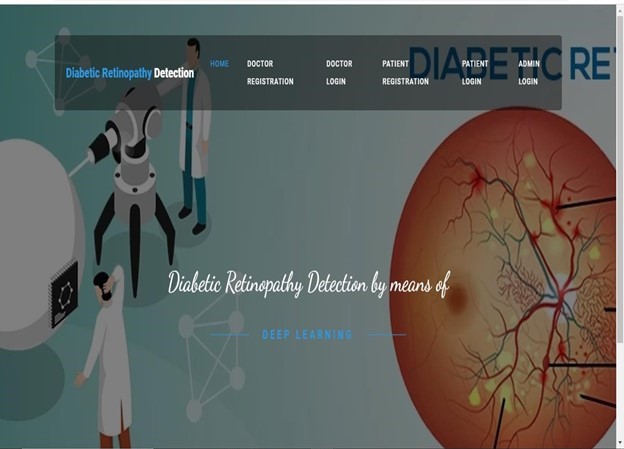 DIABETIC RE
Diabetic Retinopathy Detection
HOME
DOCTOR
REGISTRATION
DOCTOR
LOGIN
PATIENT
REGISTRATION
PATIENT
LOGIN
ADMIN
LOGIN
Diabetic Retinopathy Detection by means of
DEEP LEARNING